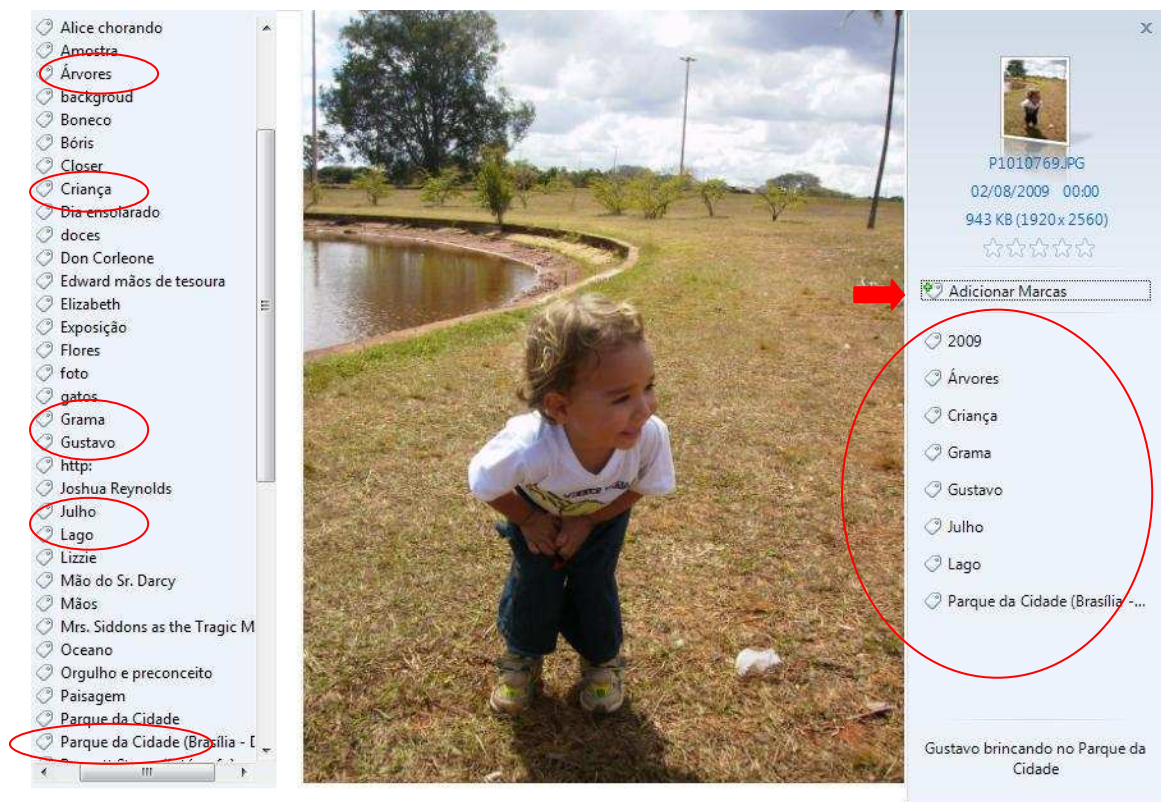 Alice chorando
Amostra
Árvores
backgroud
Boneco
Bóris
Closer
Criança
Dia ensolarado
doces
Don Corleone
Edward mãos de tesoura
Elizabeth
Exposição
Flores
foto
gatos
Grama
Gustavo
http:
Joshua Reynolds
Julho
Lago
Lizzie
Mão do Sr. Darcy
Mãos
Mrs. Siddons as the Tragic M
Oceano
Orgulho e preconceito
Paisagem
Parque da Cidade
Parque da Cidade (Brasília - D
x
P1010769.JPG
02/08/2009 00:00
943 KB (1920 x 2560)
Adicionar Marcas
2009
Árvores
Criança
Grama
Gustavo
Julho
Lago
Parque da Cidade (Brasília -...
Gustavo brincando no Parque da
Cidade